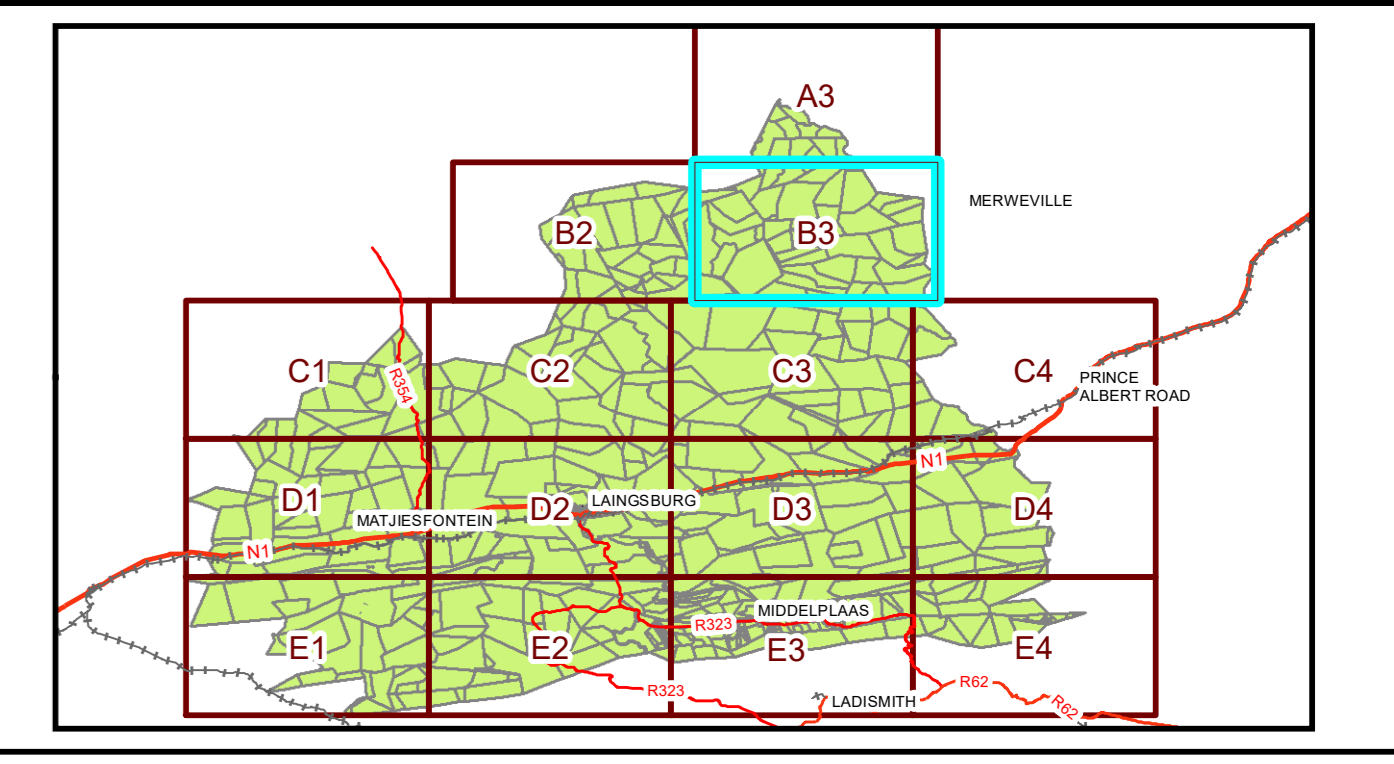 A3
MERWEVILLE
B2
B3
C1
R354
C2
C3
C4
PRINCE
ALBERT ROAD
N1
D1
MATJIESFONTEIN
D2
LAINGSBURG
D3
D4
N1
MIDDELPLAAS
R323
E1
E2
E3
E4
R323
R62
LADISMITH
R62